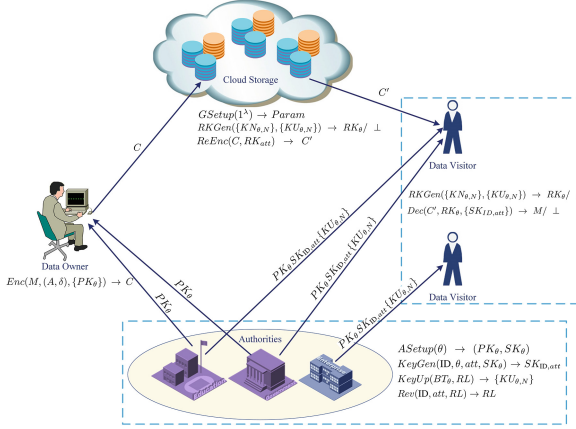 Cloud Storage
GSetup(1^λ) → Param
RKGen({KN_{θ,N}}, {KU_{θ,N}}) → RK_θ/ ⊥
ReEnc(C, RK_{att}) → C′
C′
C
Data Visitor
RKGen({KN_{θ,N}}, {KU_{θ,N}}) → RK_θ/
Dec(C′, RK_θ, {SK_{ID,att}}) → M/ ⊥
Data Owner
Enc(M, (A, δ), {PK_θ}) → C
PK_θ
PK_θ
PK_θ SK_{ID,att}{KU_{θ,N}}
PK_θ SK_{ID,att}{KU_{θ,N}}
PK_θ SK_{ID,att}{KU_{θ,N}}
Data Visitor
Authorities
ASetup(θ) → (PK_θ, SK_θ)
KeyGen(ID, θ, att, SK_θ) → SK_{ID,att}
KeyUp(BT_θ, RL) → {KU_{θ,N}}
Rev(ID, att, RL) → RL